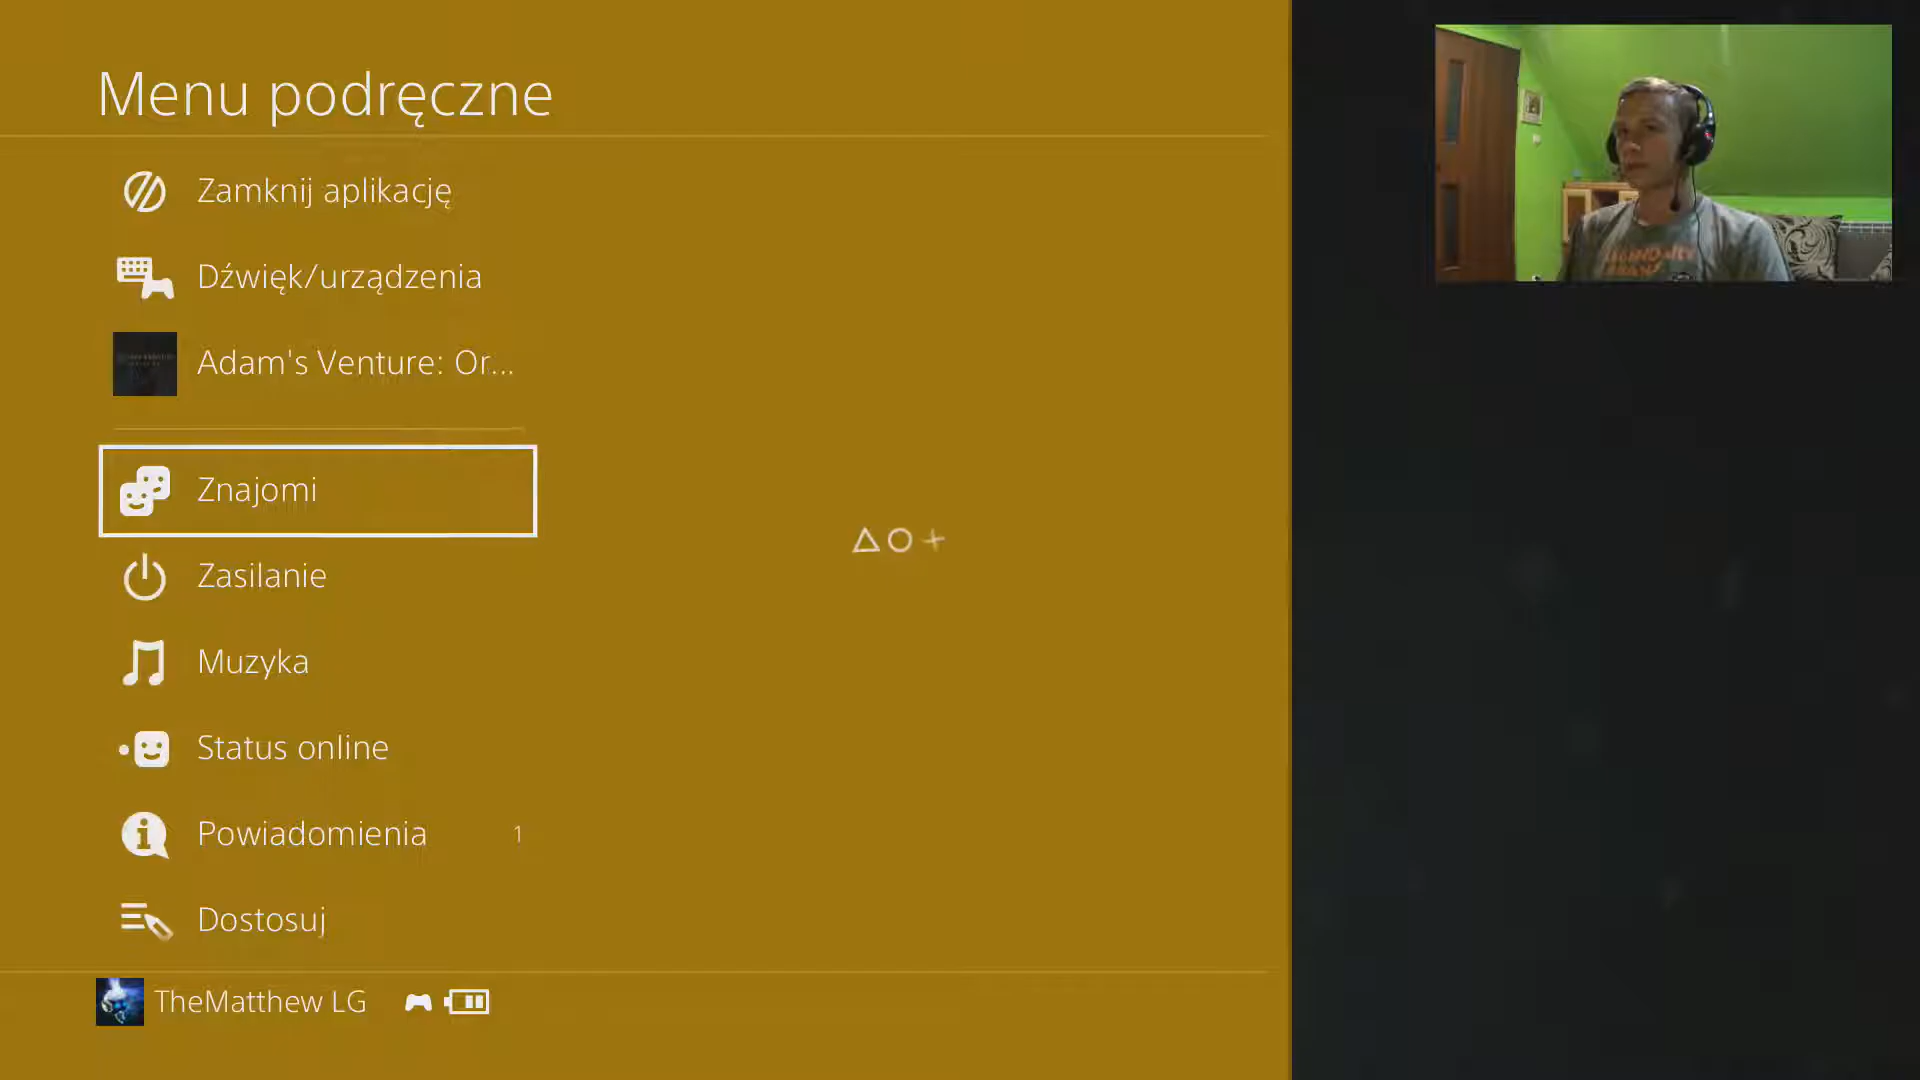 Menu podręczne
Zamknij aplikację
Dźwięk/urządzenia
Adam's Venture: Or...
Znajomi
Zasilanie
Muzyka
Status online
Powiadomienia 1
Dostosuj
TheMatthew LG